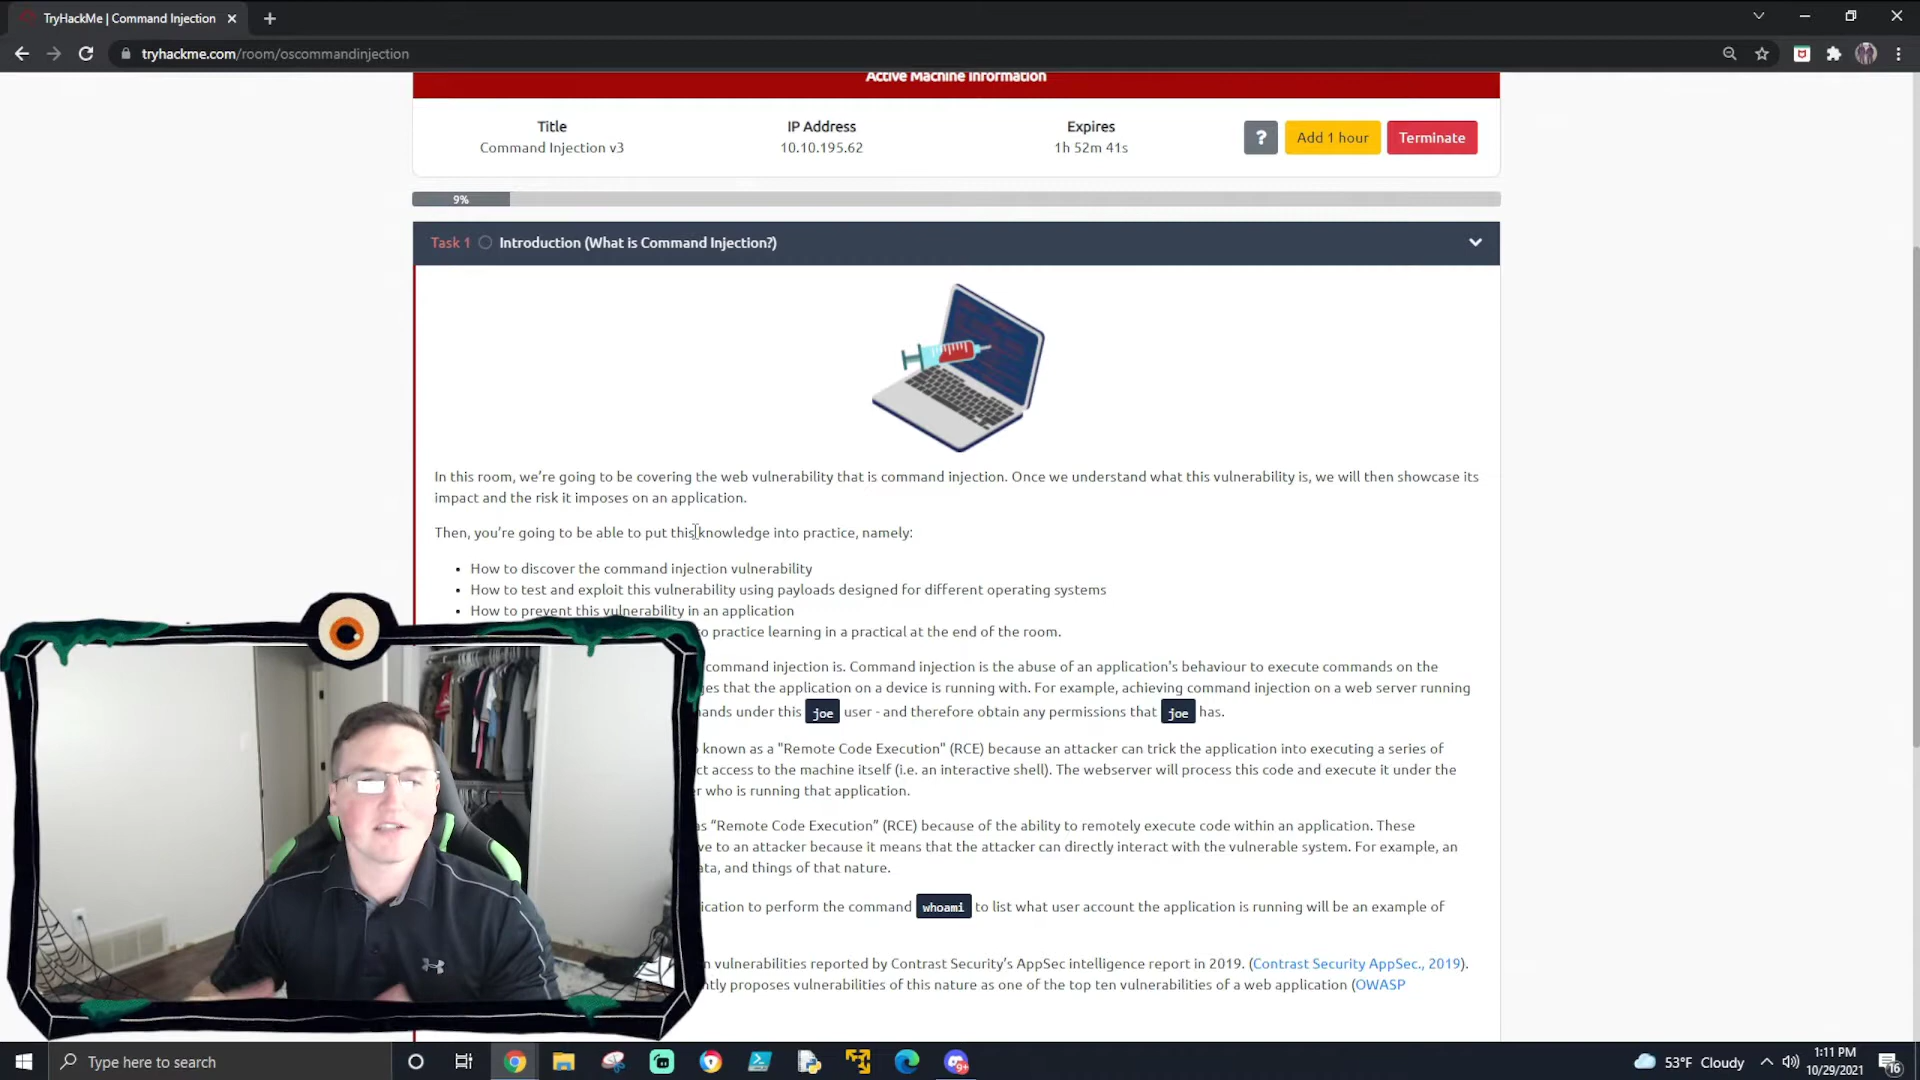 TryHackMe | Command Injection
tryhackme.com/room/oscommandinjection
Active Machine Information
Title
IP Address
Expires
Command Injection v3
10.10.195.62
1h 52m 41s
?
Add 1 hour
Terminate
9%
Task 1
Introduction (What is Command Injection?)
In this room, we're going to be covering the web vulnerability that is command injection. Once we understand what this vulnerability is, we will then showcase its
impact and the risk it imposes on an application.
Then, you're going to be able to put this knowledge into practice, namely:
• How to discover the command injection vulnerability
• How to test and exploit this vulnerability using payloads designed for different operating systems
• How to prevent this vulnerability in an application
to practice learning in a practical at the end of the room.
command injection is. Command injection is the abuse of an application's behaviour to execute commands on the
that the application on a device is running with. For example, achieving command injection on a web server running
under this joe user - and therefore obtain any permissions that joe has.
known as a "Remote Code Execution" (RCE) because an attacker can trick the application into executing a series of
access to the machine itself (i.e. an interactive shell). The webserver will process this code and execute it under the
who is running that application.
as “Remote Code Execution” (RCE) because of the ability to remotely execute code within an application. These
to an attacker because it means that the attacker can directly interact with the vulnerable system. For example, an
and things of that nature.
to perform the command whoami to list what user account the application is running will be an example of
vulnerabilities reported by Contrast Security's AppSec intelligence report in 2019. (Contrast Security AppSec., 2019).
proposes vulnerabilities of this nature as one of the top ten vulnerabilities of a web application (OWASP
Type here to search
9+
53°F Cloudy
1:11 PM
10/29/2021
16